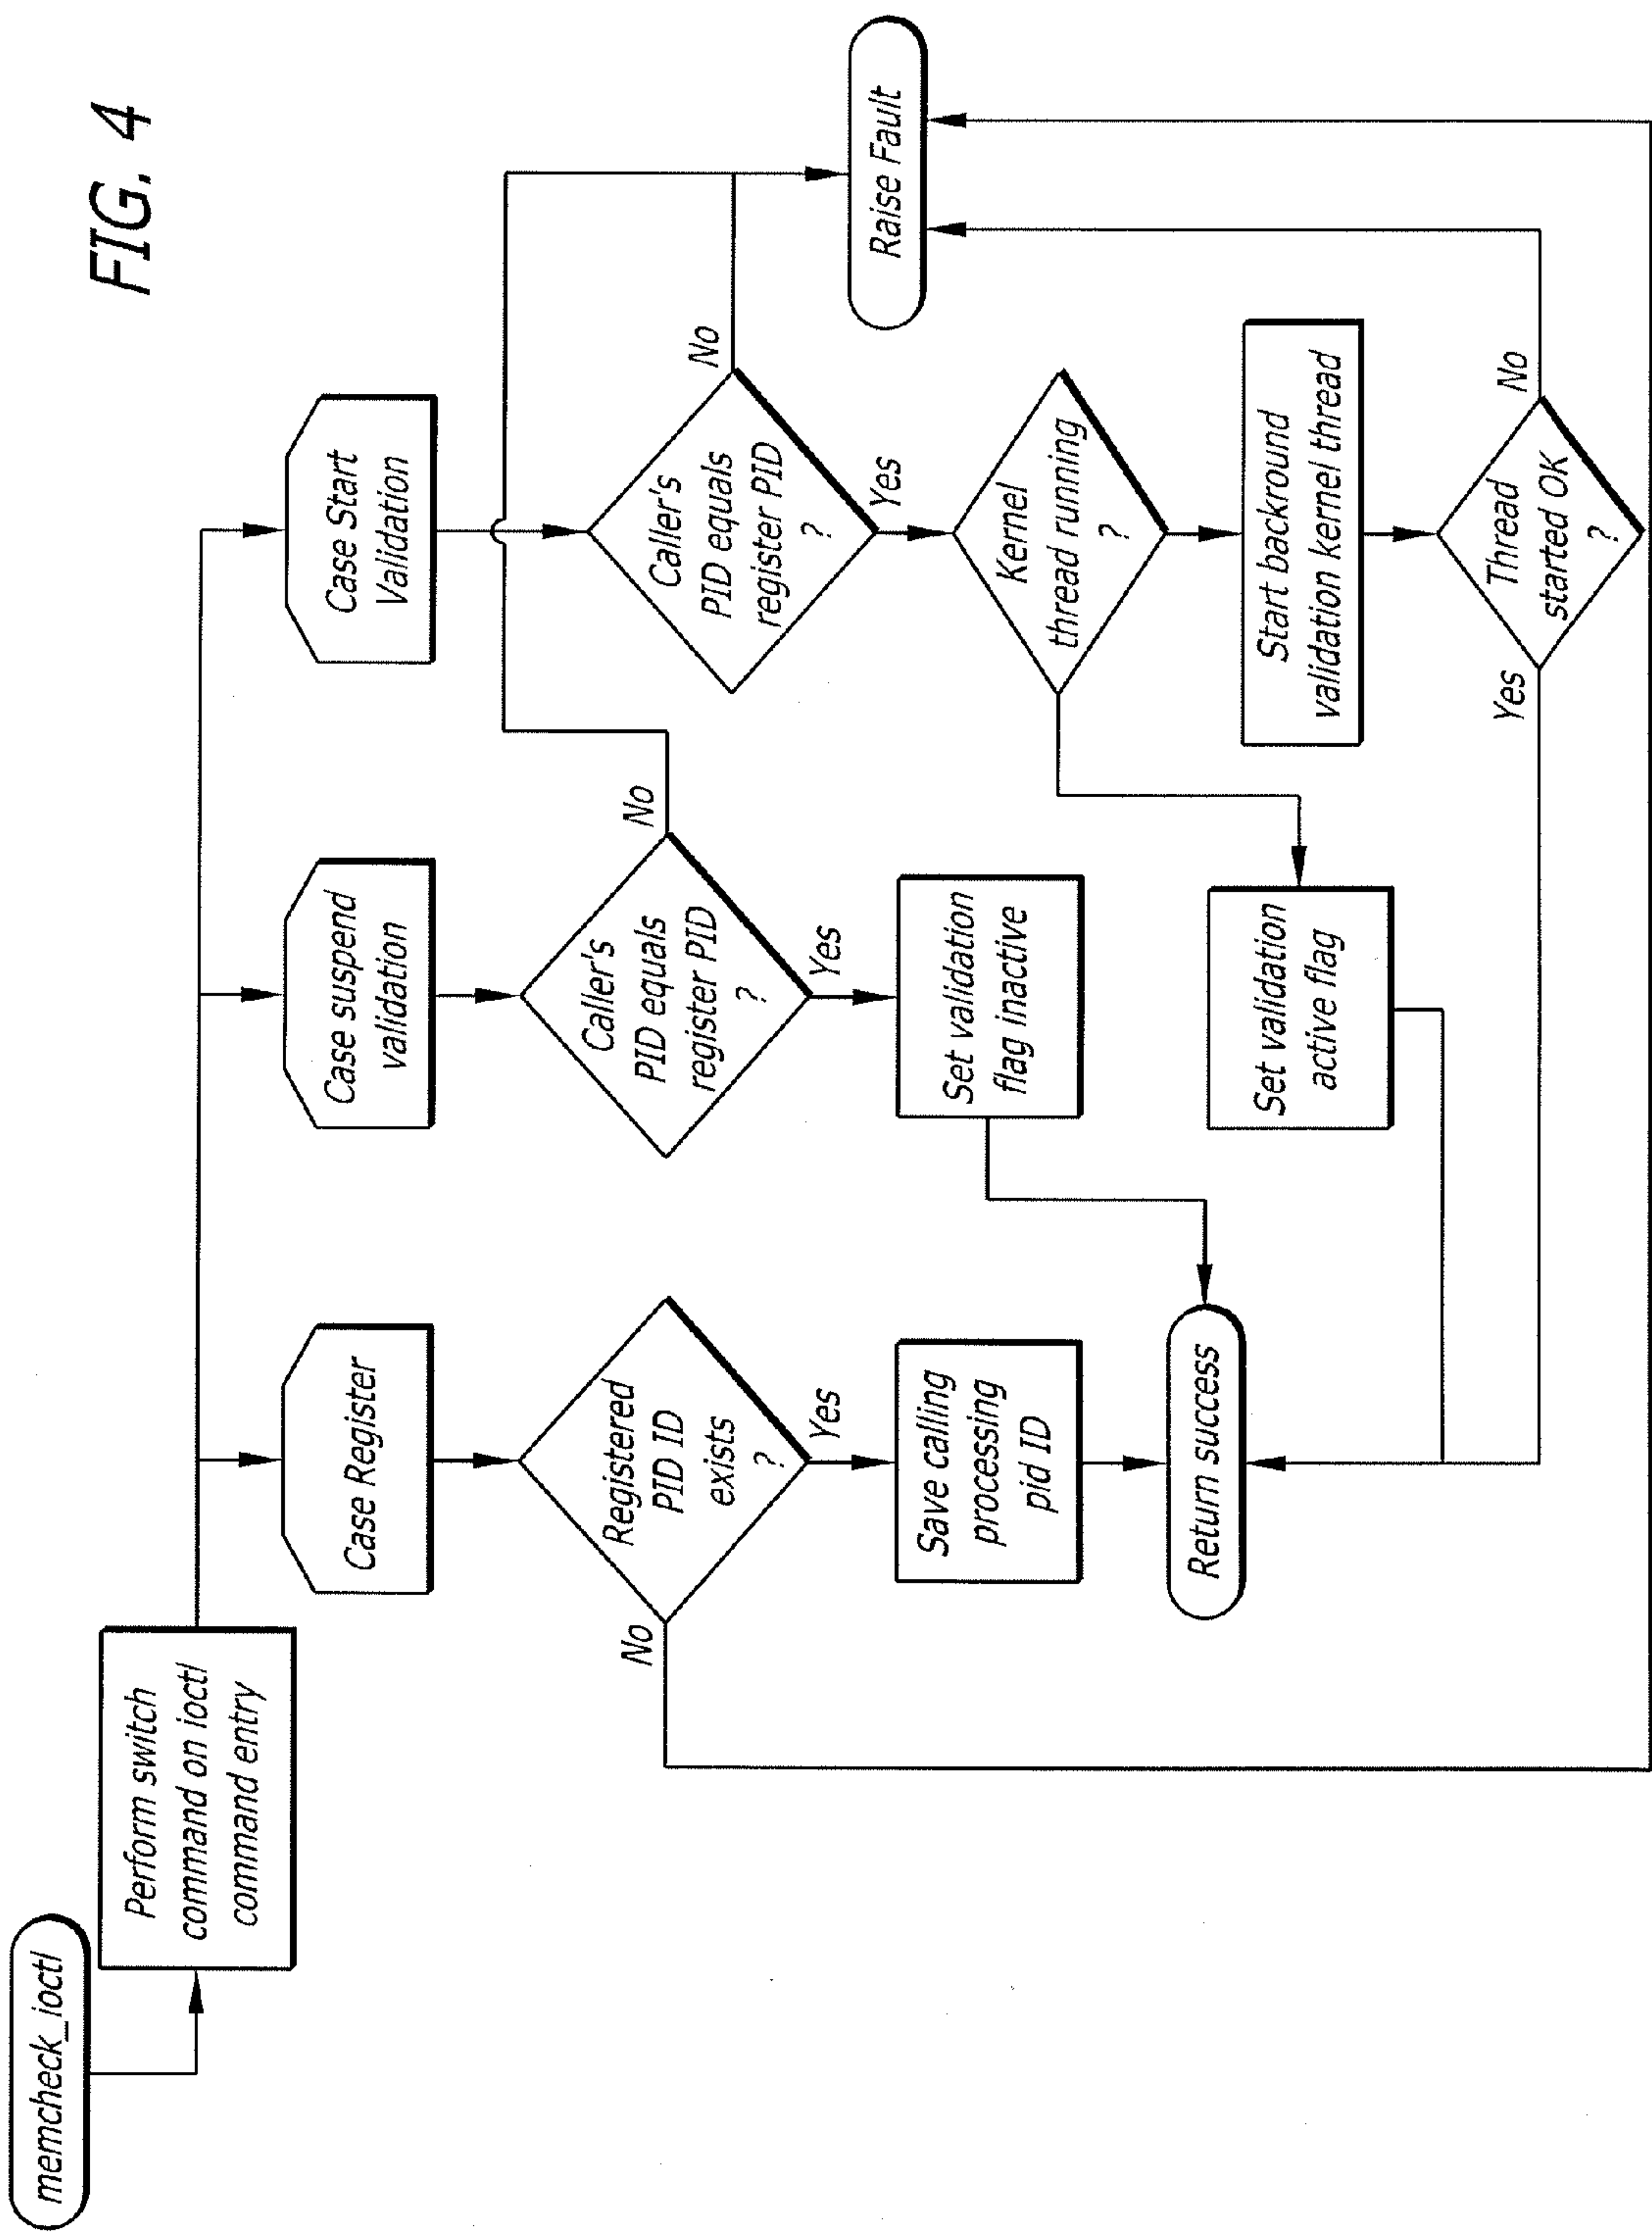 FIG. 4
memcheck_ioctl
Perform switch
command on ioctl
command entry
Case Register
Case suspend
validation
Case Start
Validation
Registered
PID ID
exists
?
No
Yes
Caller's
PID equals
register PID
?
No
Yes
Caller's
PID equals
register PID
?
No
Yes
Save calling
processing
pid ID
Set validation
flag inactive
Kernel
thread running
?
Raise Fault
Return success
Set validation
active flag
Start backround
validation kernel thread
Thread
started OK
?
Yes
No